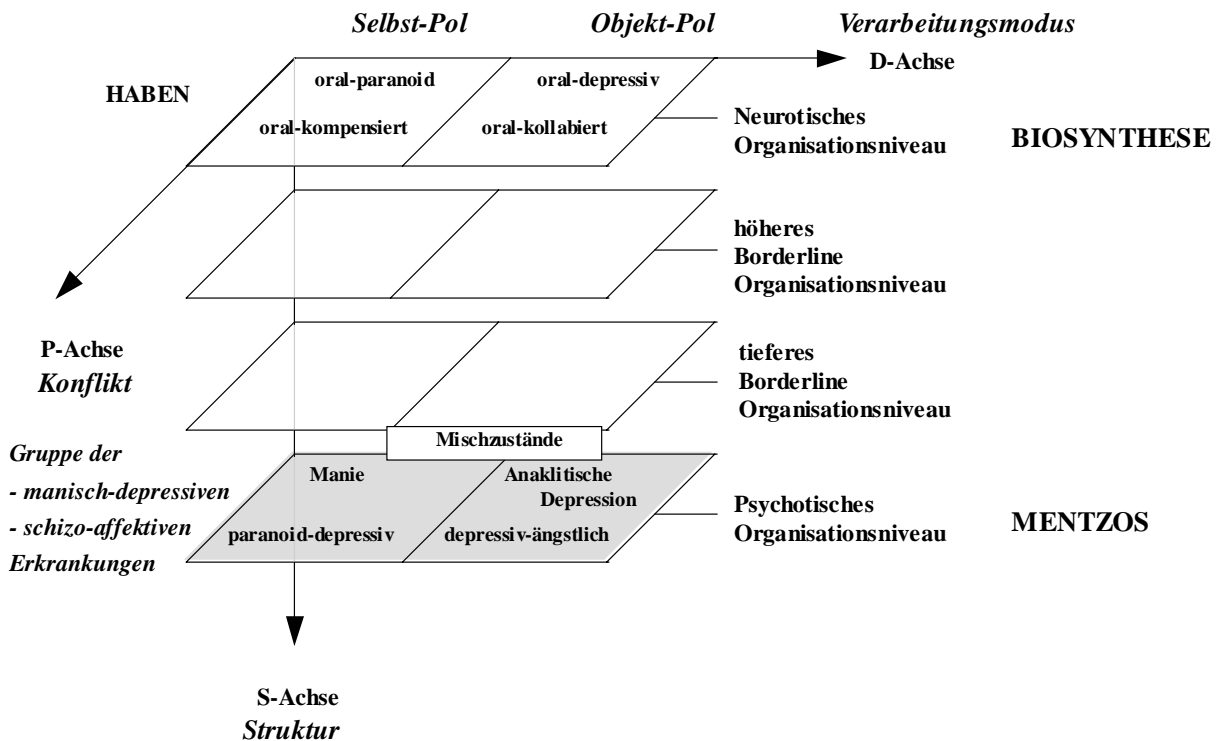 Selbst-Pol
Objekt-Pol
Verarbeitungsmodus
D-Achse
HABEN
oral-paranoid
oral-depressiv
oral-kompensiert
oral-kollabiert
Neurotisches
Organisationsniveau
BIOSYNTHESE
höheres
Borderline
Organisationsniveau
P-Achse
Konflikt
tieferes
Borderline
Organisationsniveau
Mischzustände
Gruppe der
- manisch-depressiven
- schizo-affektiven
Erkrankungen
Manie
Anaklitische
Depression
paranoid-depressiv
depressiv-ängstlich
Psychotisches
Organisationsniveau
MENTZOS
S-Achse
Struktur